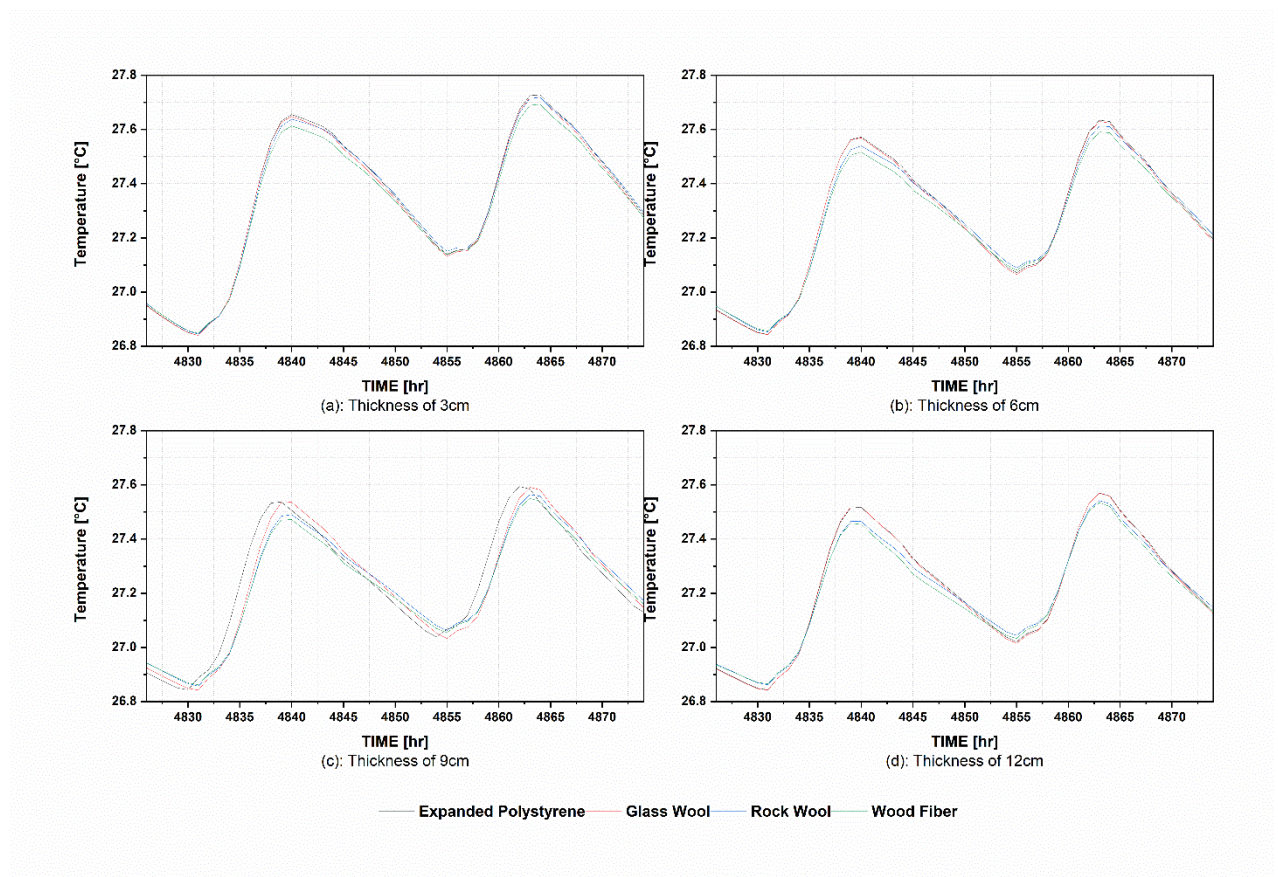 27.8 27.6 27.4 27.2 27.0 26.8
Temperature [°C]
4830 4835 4840 4845 4850 4855 4860 4865 4870
TIME [hr]
(a): Thickness of 3cm
27.8 27.6 27.4 27.2 27.0 26.8
Temperature [°C]
4830 4835 4840 4845 4850 4855 4860 4865 4870
TIME [hr]
(b): Thickness of 6cm
27.8 27.6 27.4 27.2 27.0 26.8
Temperature [°C]
4830 4835 4840 4845 4850 4855 4860 4865 4870
TIME [hr]
(c): Thickness of 9cm
27.8 27.6 27.4 27.2 27.0 26.8
Temperature [°C]
4830 4835 4840 4845 4850 4855 4860 4865 4870
TIME [hr]
(d): Thickness of 12cm
Expanded Polystyrene Glass Wool Rock Wool Wood Fiber